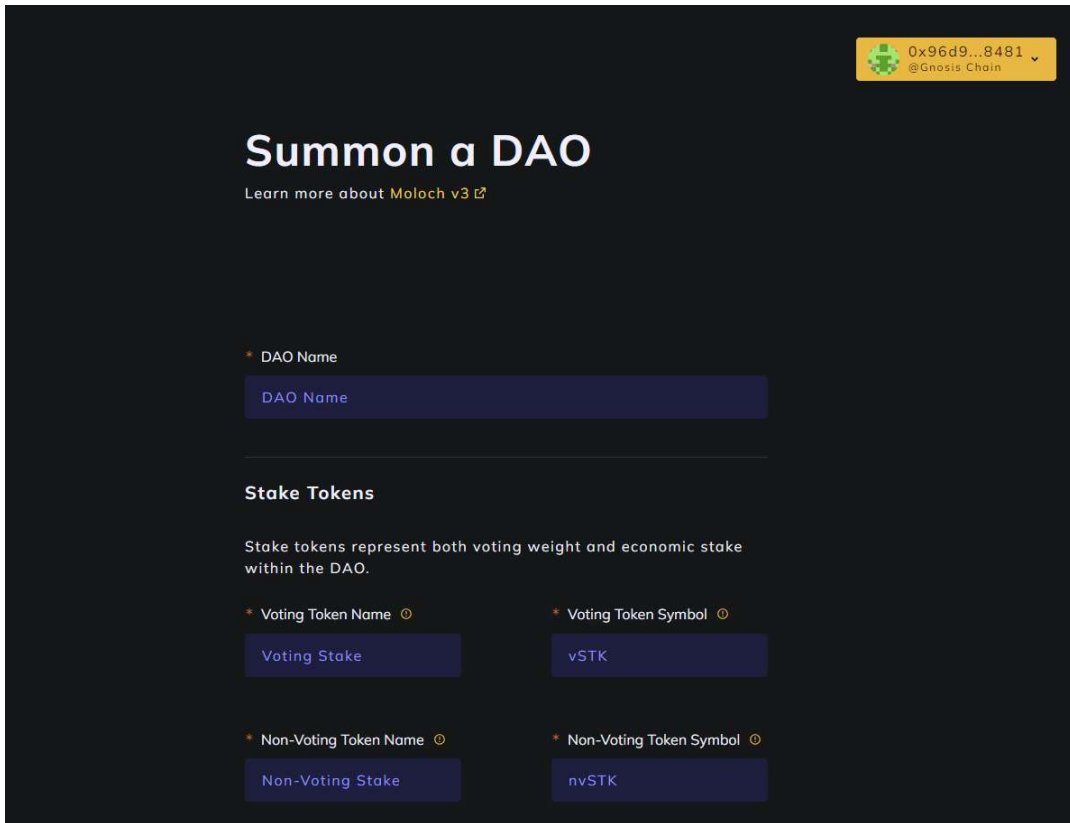 0x96d9...8481
@Gnosis Chain
Summon a DAO
Learn more about Moloch v3
* DAO Name
DAO Name
Stake Tokens
Stake tokens represent both voting weight and economic stake
within the DAO.
* Voting Token Name
* Voting Token Symbol
Voting Stake
vSTK
* Non-Voting Token Name
* Non-Voting Token Symbol
Non-Voting Stake
nvSTK